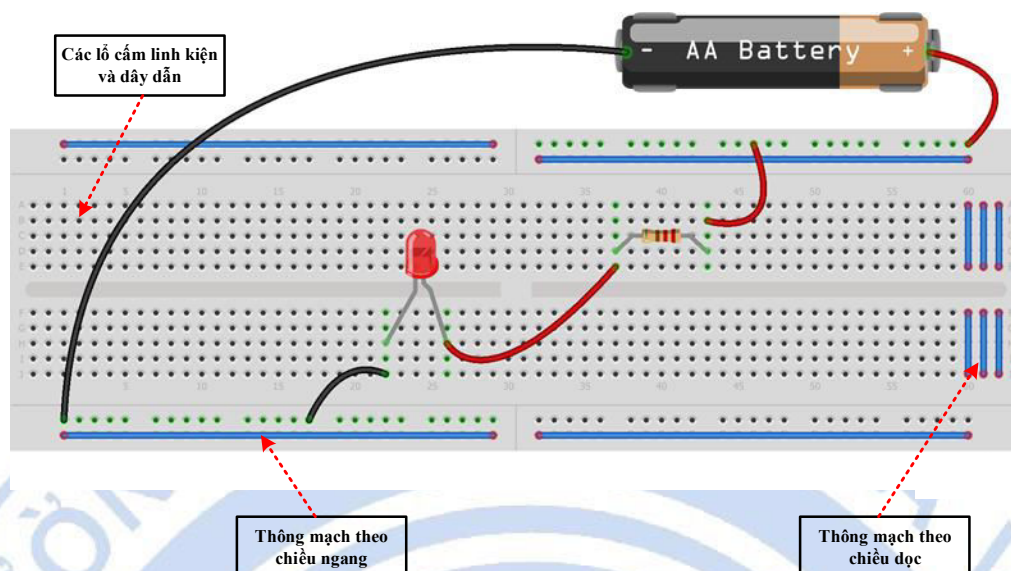 Các lổ cấm linh kiện
và dây dẫn
- AA Battery +
1 5 10 15 20 25 30 35 40 45 50 55 60
A
B
C
D
E
F
G
H
I
J
5 10 15 20 25 30 35 40 45 50 55 60
Thông mạch theo
chiều ngang
Thông mạch theo
chiều dọc